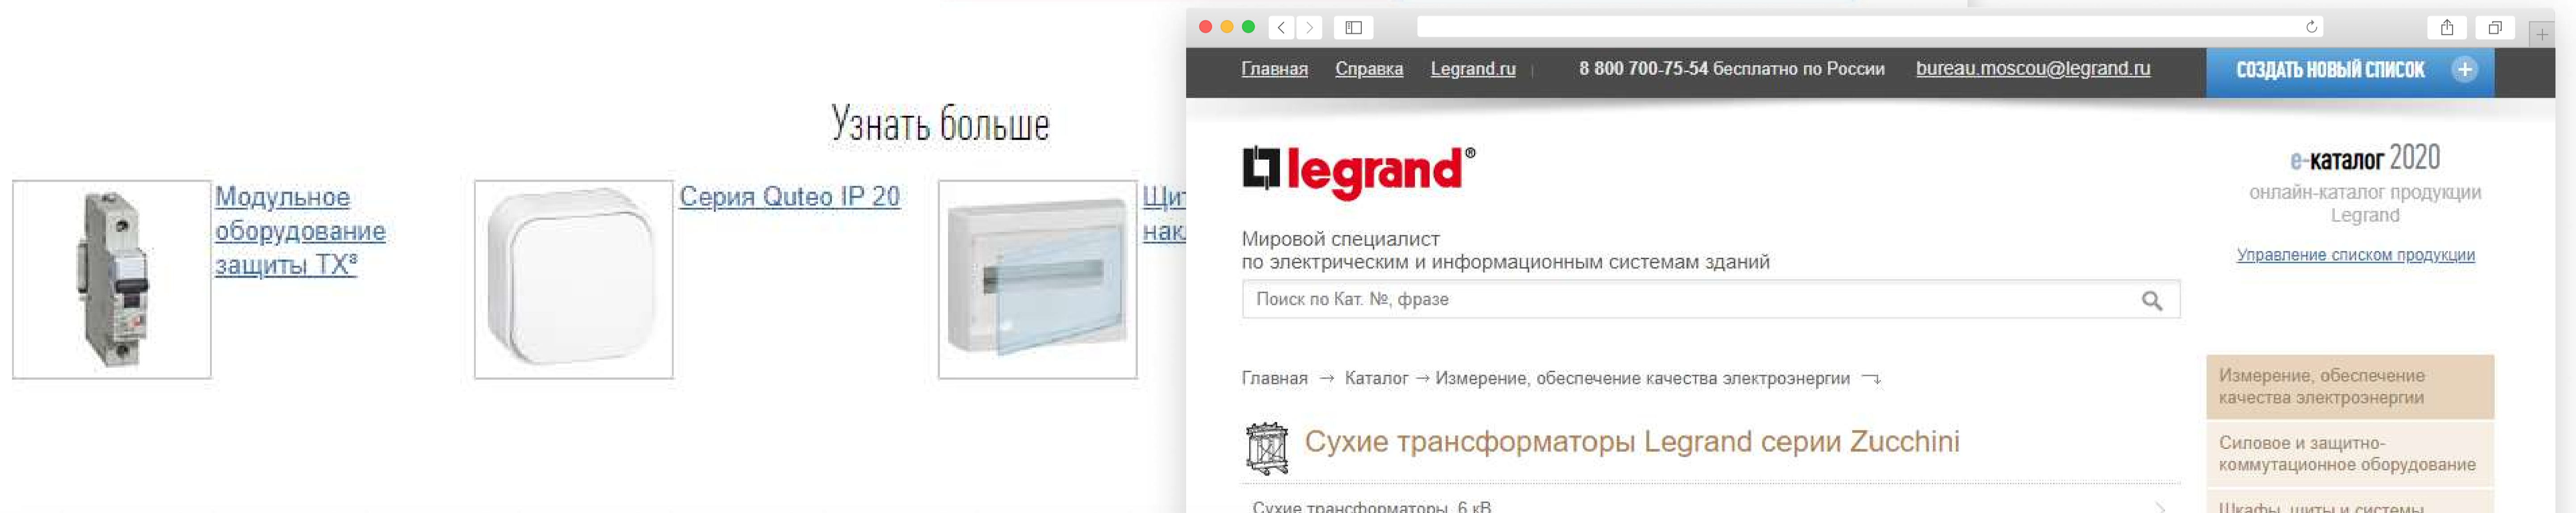 Узнать больше
Модульное
оборудование
защиты TX³
Серия Quteo IP 20
Главная Справка Legrand.ru 8 800 700-75-54 бесплатно по России bureau.moscou@legrand.ru СОЗДАТЬ НОВЫЙ СПИСОК
legrand®
е-каталог 2020
онлайн-каталог продукции
Legrand
Управление списком продукции
Мировой специалист
по электрическим и информационным системам зданий
Поиск по Кат. №, фразе
Главная → Каталог → Измерение, обеспечение качества электроэнергии
Сухие трансформаторы Legrand серии Zucchini
Сухие трансформаторы, 6 кВ
Измерение, обеспечение
качества электроэнергии
Силовое и защитно-
коммутационное оборудование
Шкафы, щиты и системы